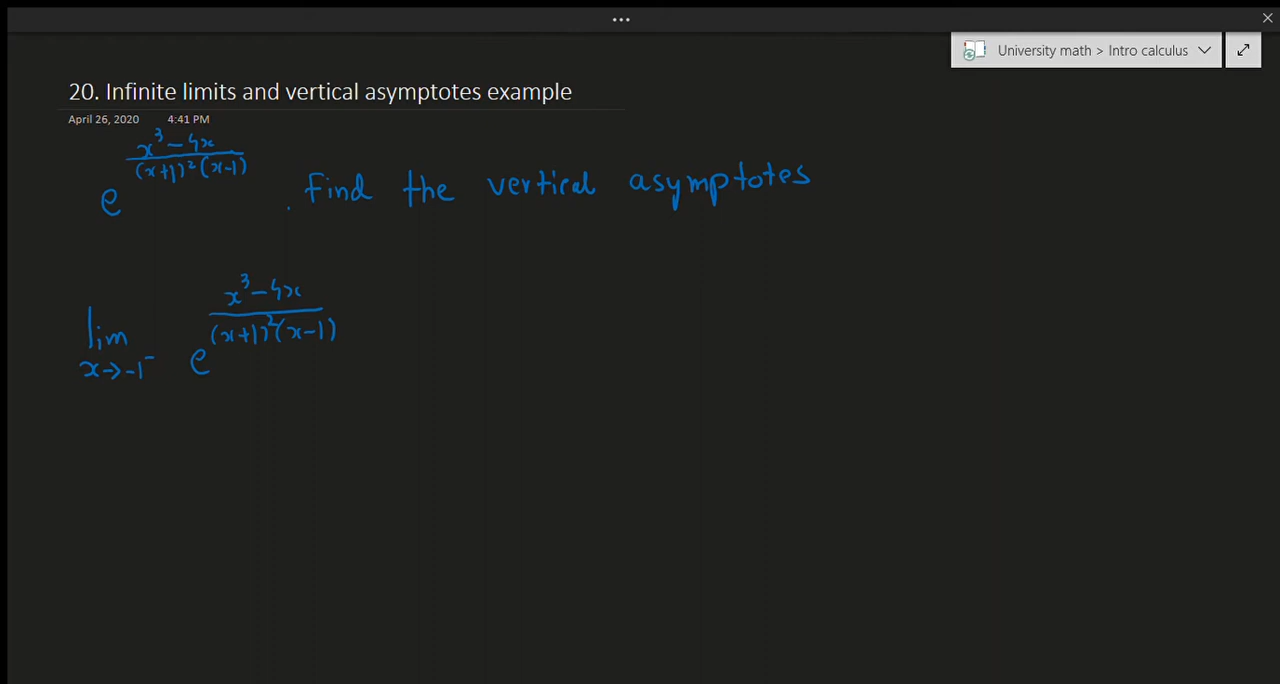 University math > Intro calculus
20. Infinite limits and vertical asymptotes example
April 26, 2020 4:41 PM
e^((x^3 - 4x)/((x+1)^2(x-1))) . Find the vertical asymptotes
lim x→-1^- e^((x^3 - 4x)/((x+1)^2(x-1)))